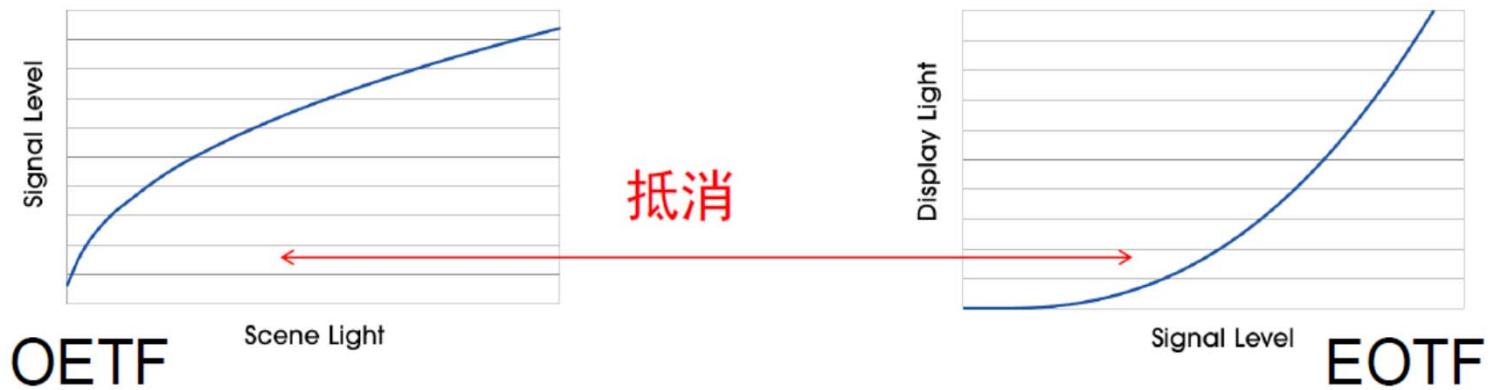 Signal Level
Scene Light
OETF
抵消
Display Light
Signal Level
EOTF